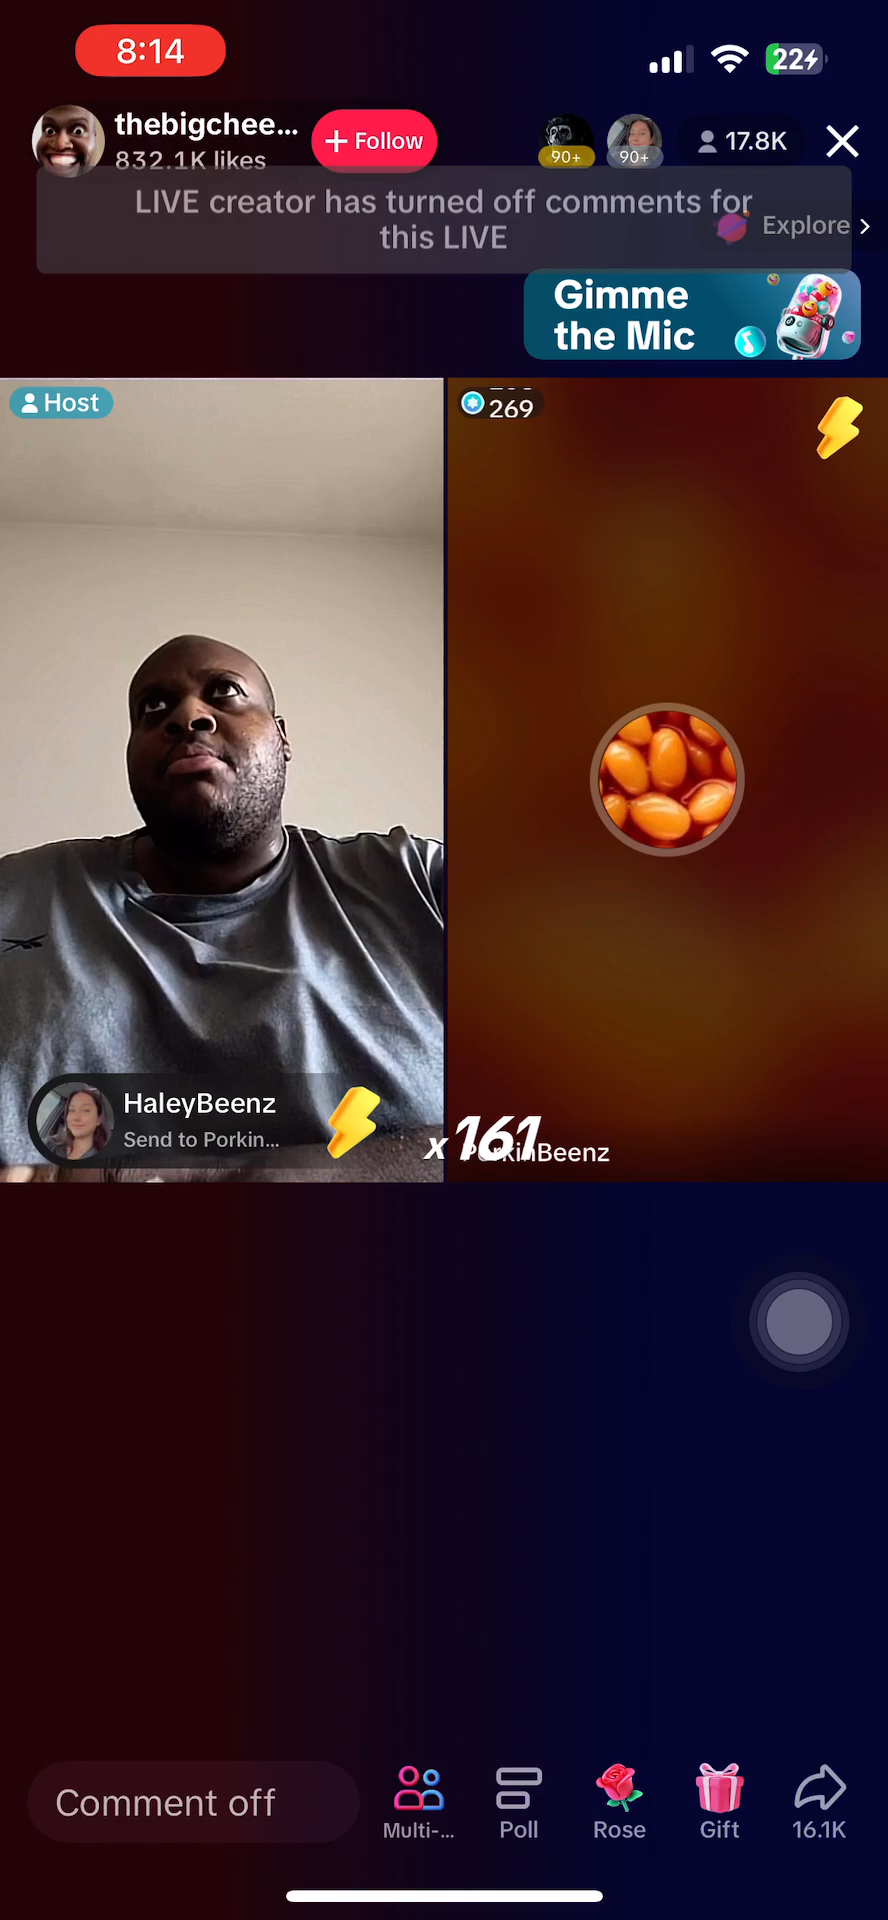 8:14
22
thebigchee...
832.1K likes
+ Follow
90+
90+
17.8K
LIVE creator has turned off comments for
this LIVE
Explore >
Gimme
the Mic
Host
269
HaleyBeenz
Send to Porkin...
x161
PorkinBeenz
Comment off
Multi-...
Poll
Rose
Gift
16.1K